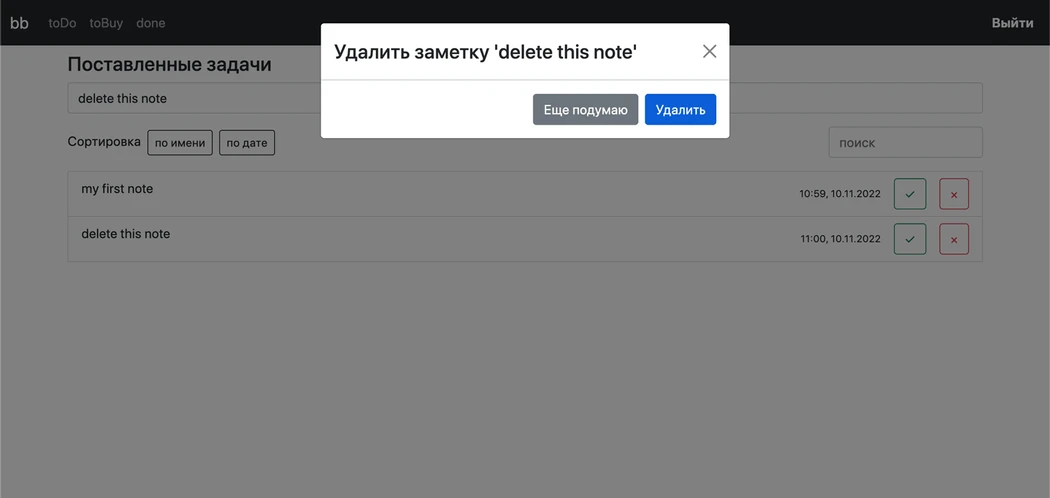 bb toDo toBuy done Выйти
Удалить заметку 'delete this note'
Еще подумаю Удалить
Поставленные задачи
delete this note
Сортировка по имени по дате поиск
my first note 10:59, 10.11.2022
delete this note 11:00, 10.11.2022